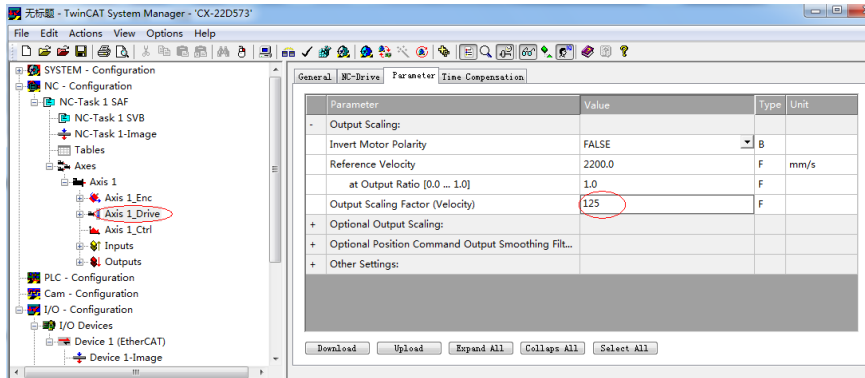 无标题 - TwinCAT System Manager - 'CX-22D573'
File Edit Actions View Options Help
SYSTEM - Configuration
NC - Configuration
NC-Task 1 SAF
NC-Task 1 SVB
NC-Task 1-Image
Tables
Axes
Axis 1
Axis 1_Enc
Axis 1_Drive
Axis 1_Ctrl
Inputs
Outputs
PLC - Configuration
Cam - Configuration
I/O - Configuration
I/O Devices
Device 1 (EtherCAT)
Device 1-Image
General NC-Drive Parameter Time Compensation
Parameter Value Type Unit
- Output Scaling:
Invert Motor Polarity FALSE B
Reference Velocity 2200.0 F mm/s
at Output Ratio [0.0 ... 1.0] 1.0 F
Output Scaling Factor (Velocity) 125 F
+ Optional Output Scaling:
+ Optional Position Command Output Smoothing Filt...
+ Other Settings:
Download Upload Expand All Collaps All Select All